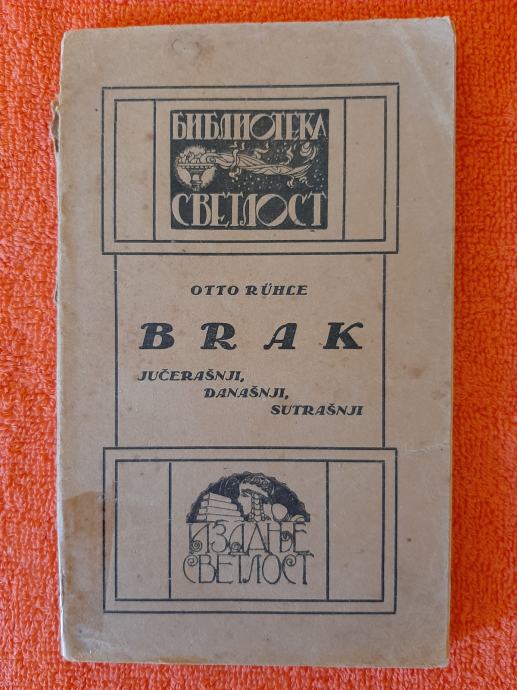 БИБЛИОТЕКА
СВЕТЛОСТ
OTTO RÜHLE
BRAK
JUČERAŠNJI,
DANAŠNJI,
SUTRAŠNJI
ИЗДАЊЕ
СВЕТЛОСТ